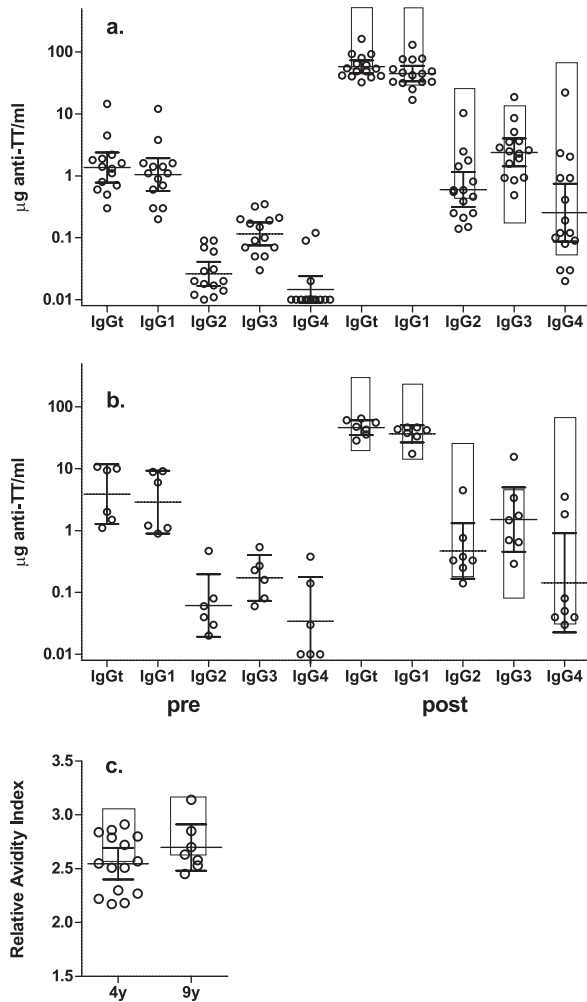 a.
μg anti-TT/ml
100
10
1
0.1
0.01
IgGt IgG1 IgG2 IgG3 IgG4 IgGt IgG1 IgG2 IgG3 IgG4
b.
μg anti-TT/ml
100
10
1
0.1
0.01
IgGt IgG1 IgG2 IgG3 IgG4 IgGt IgG1 IgG2 IgG3 IgG4
pre post
c.
Relative Avidity Index
3.5
3.0
2.5
2.0
1.5
4y 9y